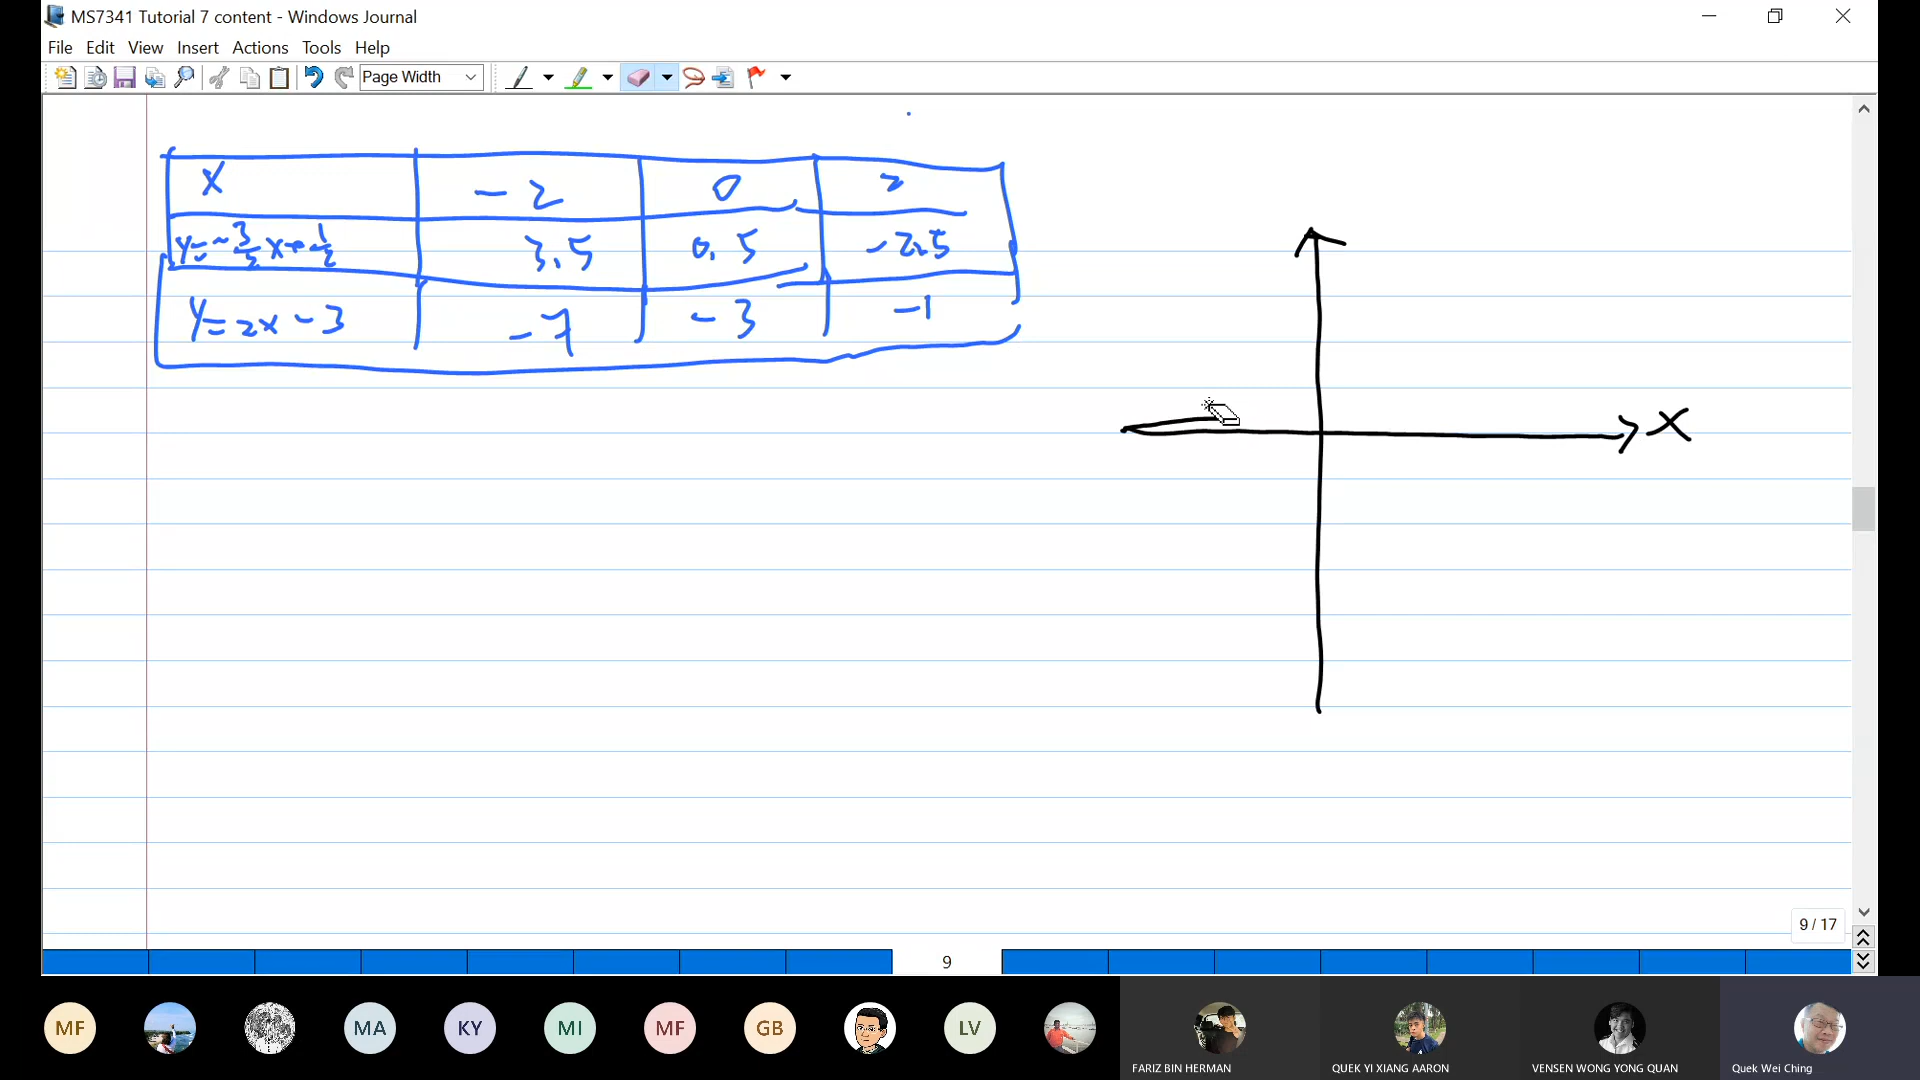 MS7341 Tutorial 7 content - Windows Journal
File Edit View Insert Actions Tools Help
Page Width
X -2 0 2
y=-3/2x+1/2 3.5 0.5 -2.5
y=2x-3 -7 -3 -1
X
9 / 17
9
MF MA KY MI MF GB LV
FARIZ BIN HERMAN QUEK YI XIANG AARON VENSEN WONG YONG QUAN Quek Wei Ching